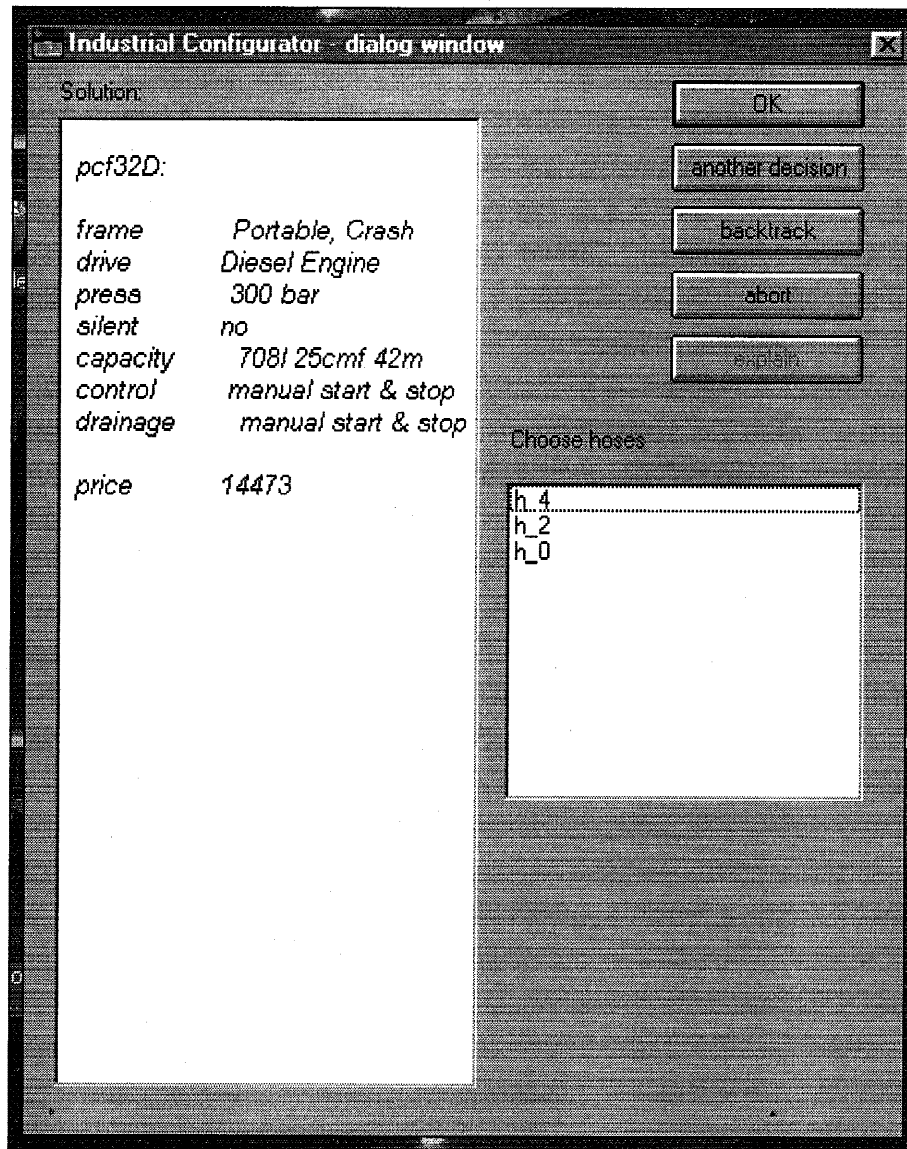 Industrial Configurator - dialog window
Solution:
pcf32D:
frame Portable, Crash
drive Diesel Engine
press 300 bar
silent no
capacity 708l 25cmf 42m
control manual start & stop
drainage manual start & stop
price 14473
OK
another decision
backtrack
abort
explain
Choose hoses
h_4
h_2
h_0